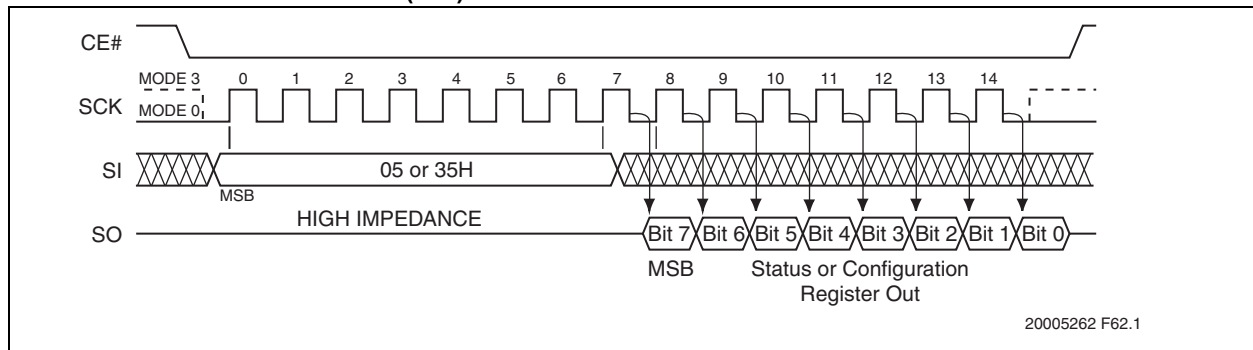 CE#
MODE 3 0 1 2 3 4 5 6 7 8 9 10 11 12 13 14
SCK MODE 0
SI 05 or 35H
MSB
HIGH IMPEDANCE
SO Bit 7 Bit 6 Bit 5 Bit 4 Bit 3 Bit 2 Bit 1 Bit 0
MSB Status or Configuration
Register Out
20005262 F62.1